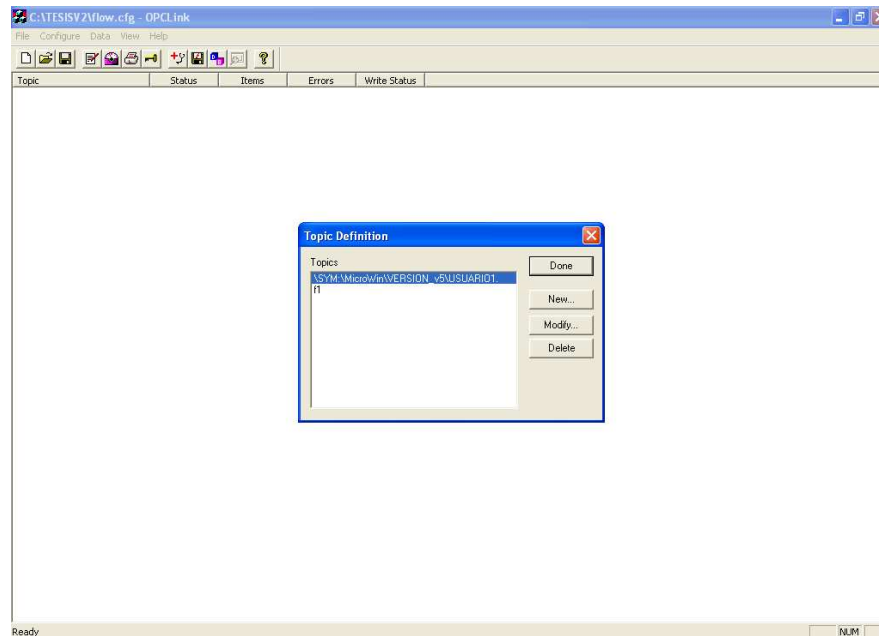 C:\TESISV2\flow.cfg - OPCLink
File Configure Data View Help
Topic Status Items Errors Write Status
Topic Definition
Topics
\SYM:\MicroWin\VERSION_v5\USUARIO1.
f1
Done
New...
Modify...
Delete
Ready NUM